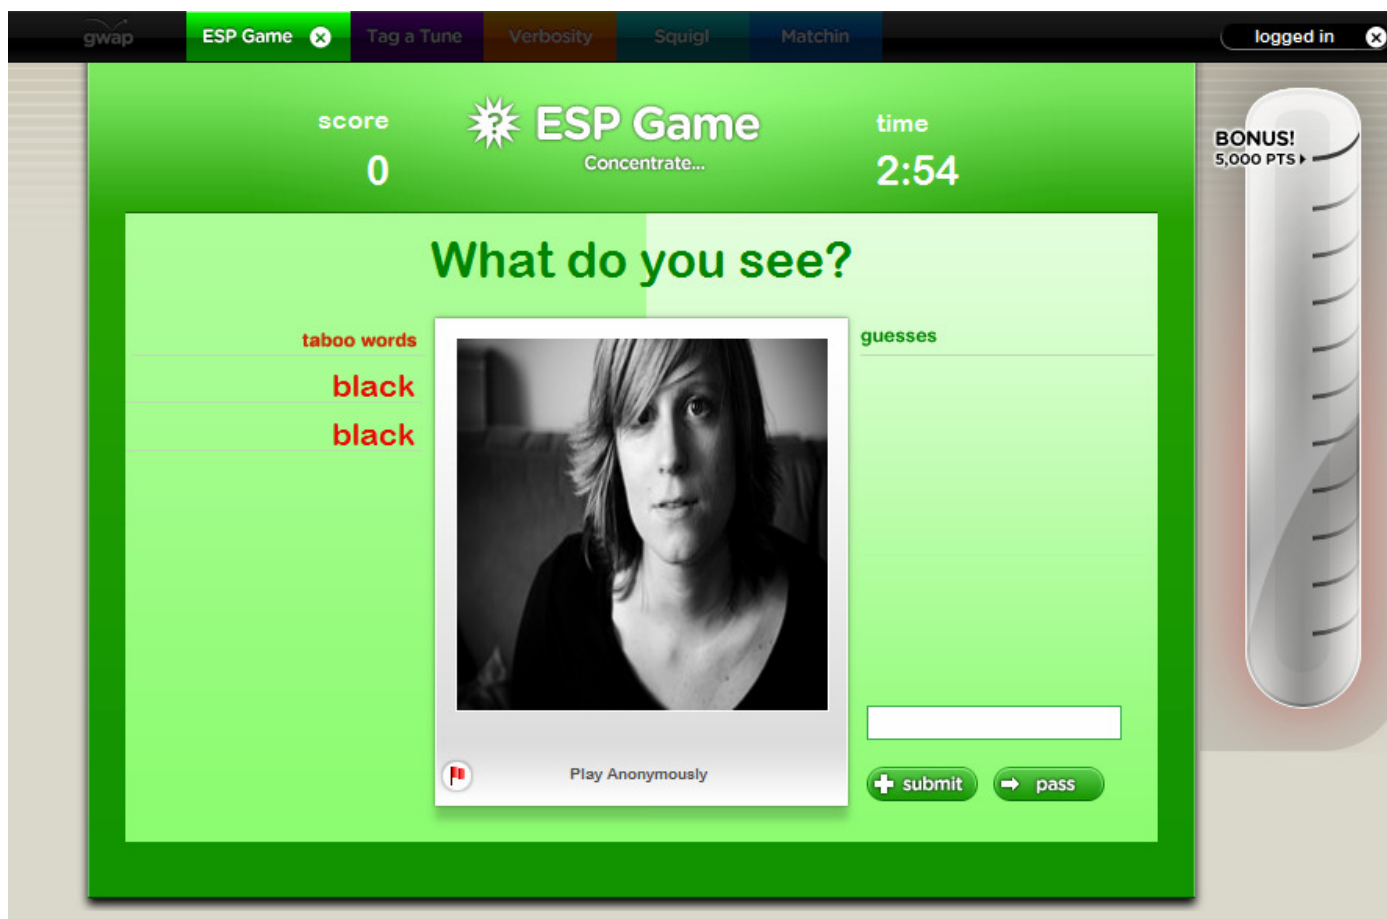 gwap
ESP Game
Tag a Tune
Verbosity
Squigl
Matchin
logged in
score
0
? ESP Game
Concentrate...
time
2:54
BONUS!
5,000 PTS
What do you see?
taboo words
black
black
guesses
Play Anonymously
submit
pass